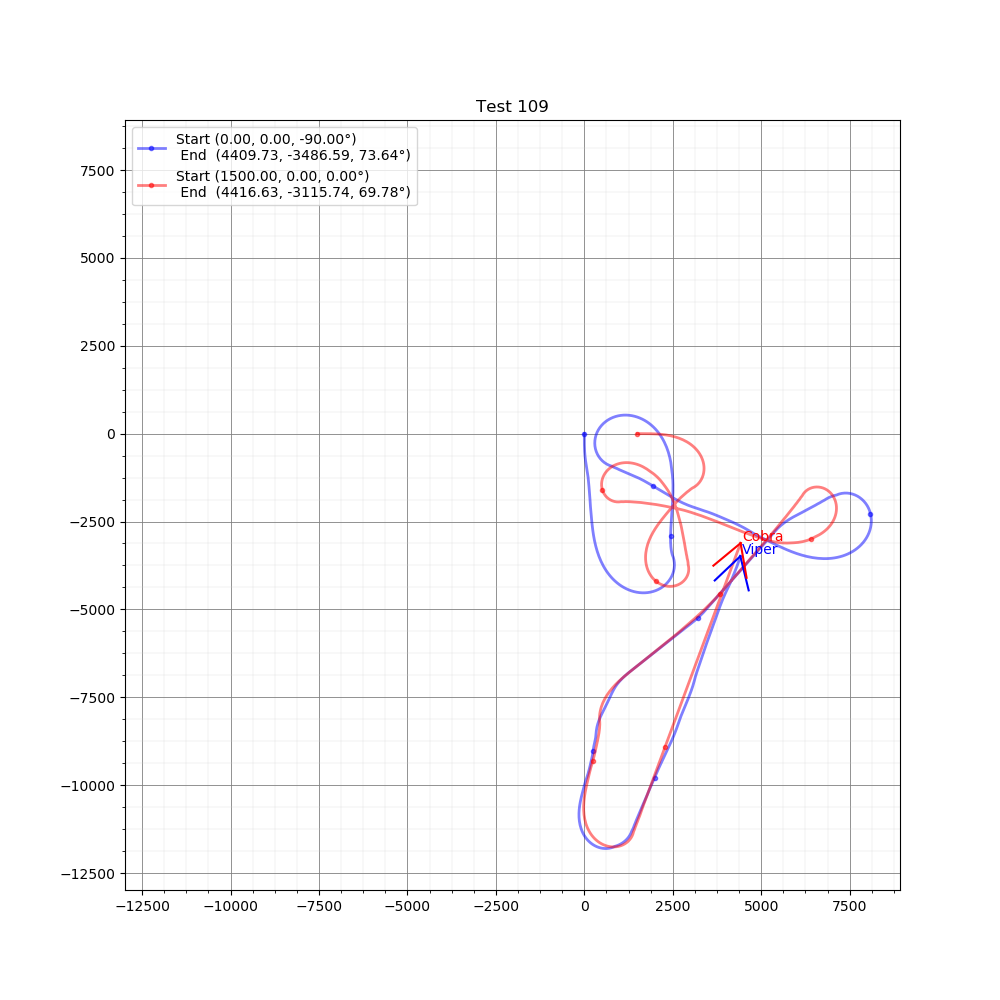 Test 109
Start (0.00, 0.00, -90.00°)
End (4409.73, -3486.59, 73.64°)
Start (1500.00, 0.00, 0.00°)
End (4416.63, -3115.74, 69.78°)
7500
5000
2500
0
−2500
−5000
−7500
−10000
−12500
Cobra
Viper
−12500 −10000 −7500 −5000 −2500 0 2500 5000 7500